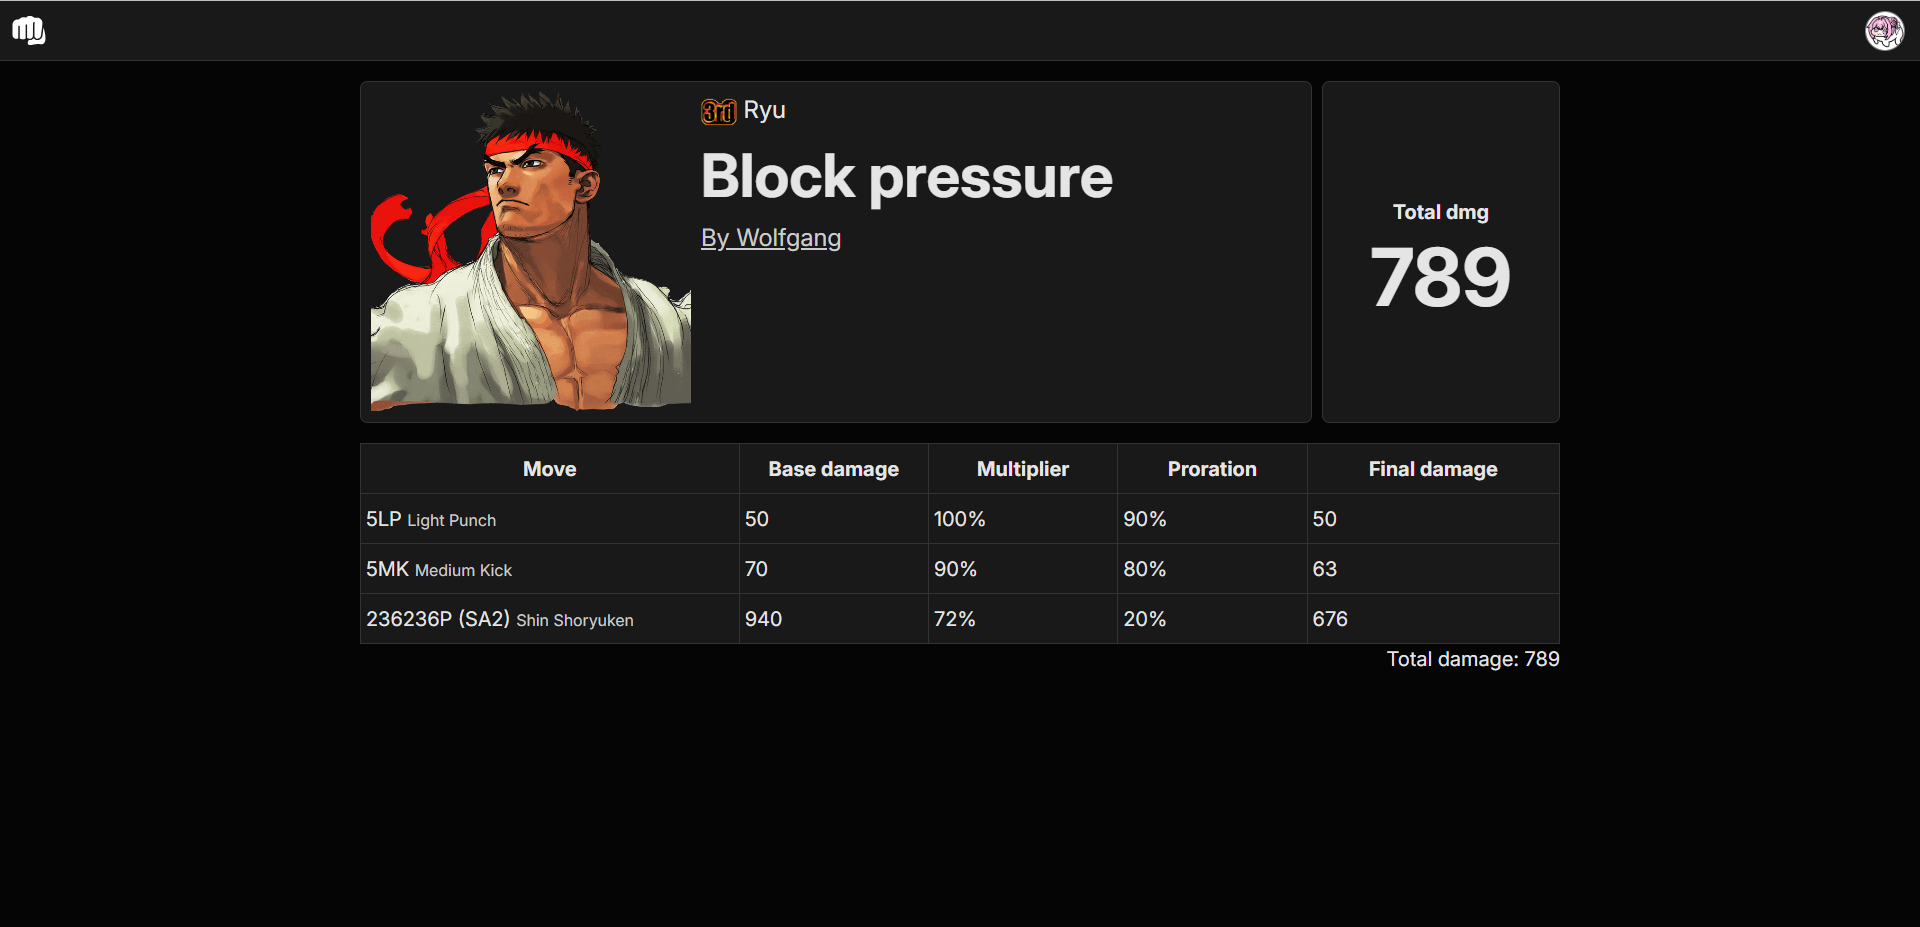 3rd Ryu
Block pressure
By Wolfgang
Total dmg
789
Move Base damage Multiplier Proration Final damage
5LP Light Punch 50 100% 90% 50
5MK Medium Kick 70 90% 80% 63
236236P (SA2) Shin Shoryuken 940 72% 20% 676
Total damage: 789